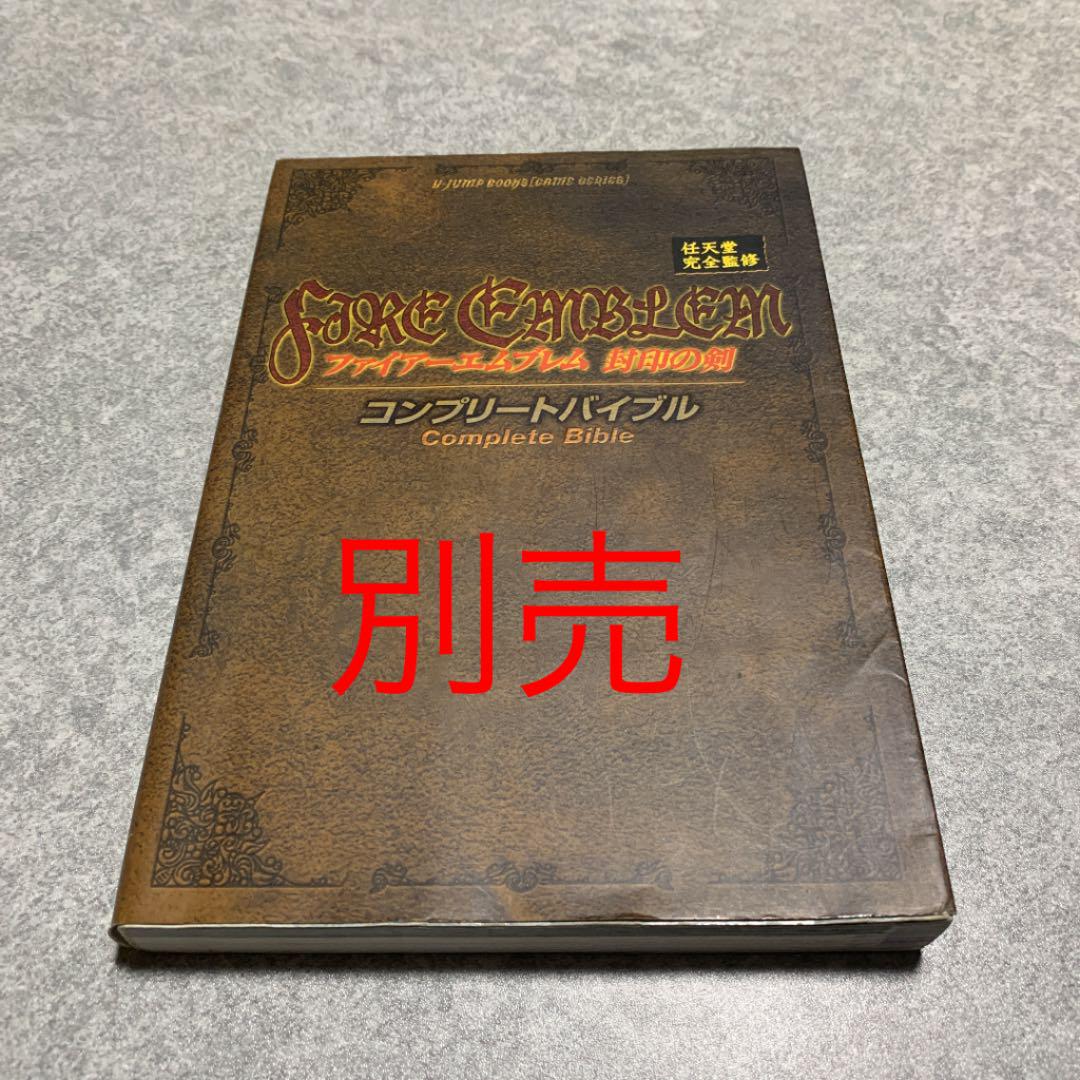 V-JUMP BOOKS[GAME SERIES]
任天堂
完全監修
FIRE EMBLEM
ファイアーエムブレム 封印の剣
コンプリートバイブル
Complete Bible
別売